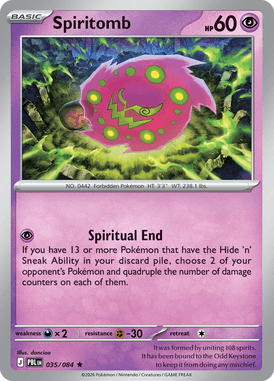 BASIC
Spiritomb
HP 60
NO. 0442 Forbidden Pokémon HT: 3'3" WT: 238.1 lbs.
Spiritual End
If you have 13 or more Pokémon that have the Hide 'n'
Sneak Ability in your discard pile, choose 2 of your
opponent's Pokémon and quadruple the number of damage
counters on each of them.
weakness ×2 resistance -30 retreat
illus. danciao
J PBL EN 035/084 ★
It was formed by uniting 108 spirits.
It has been bound to the Odd Keystone
to keep it from doing any mischief.
©2026 Pokémon / Nintendo / Creatures / GAME FREAK